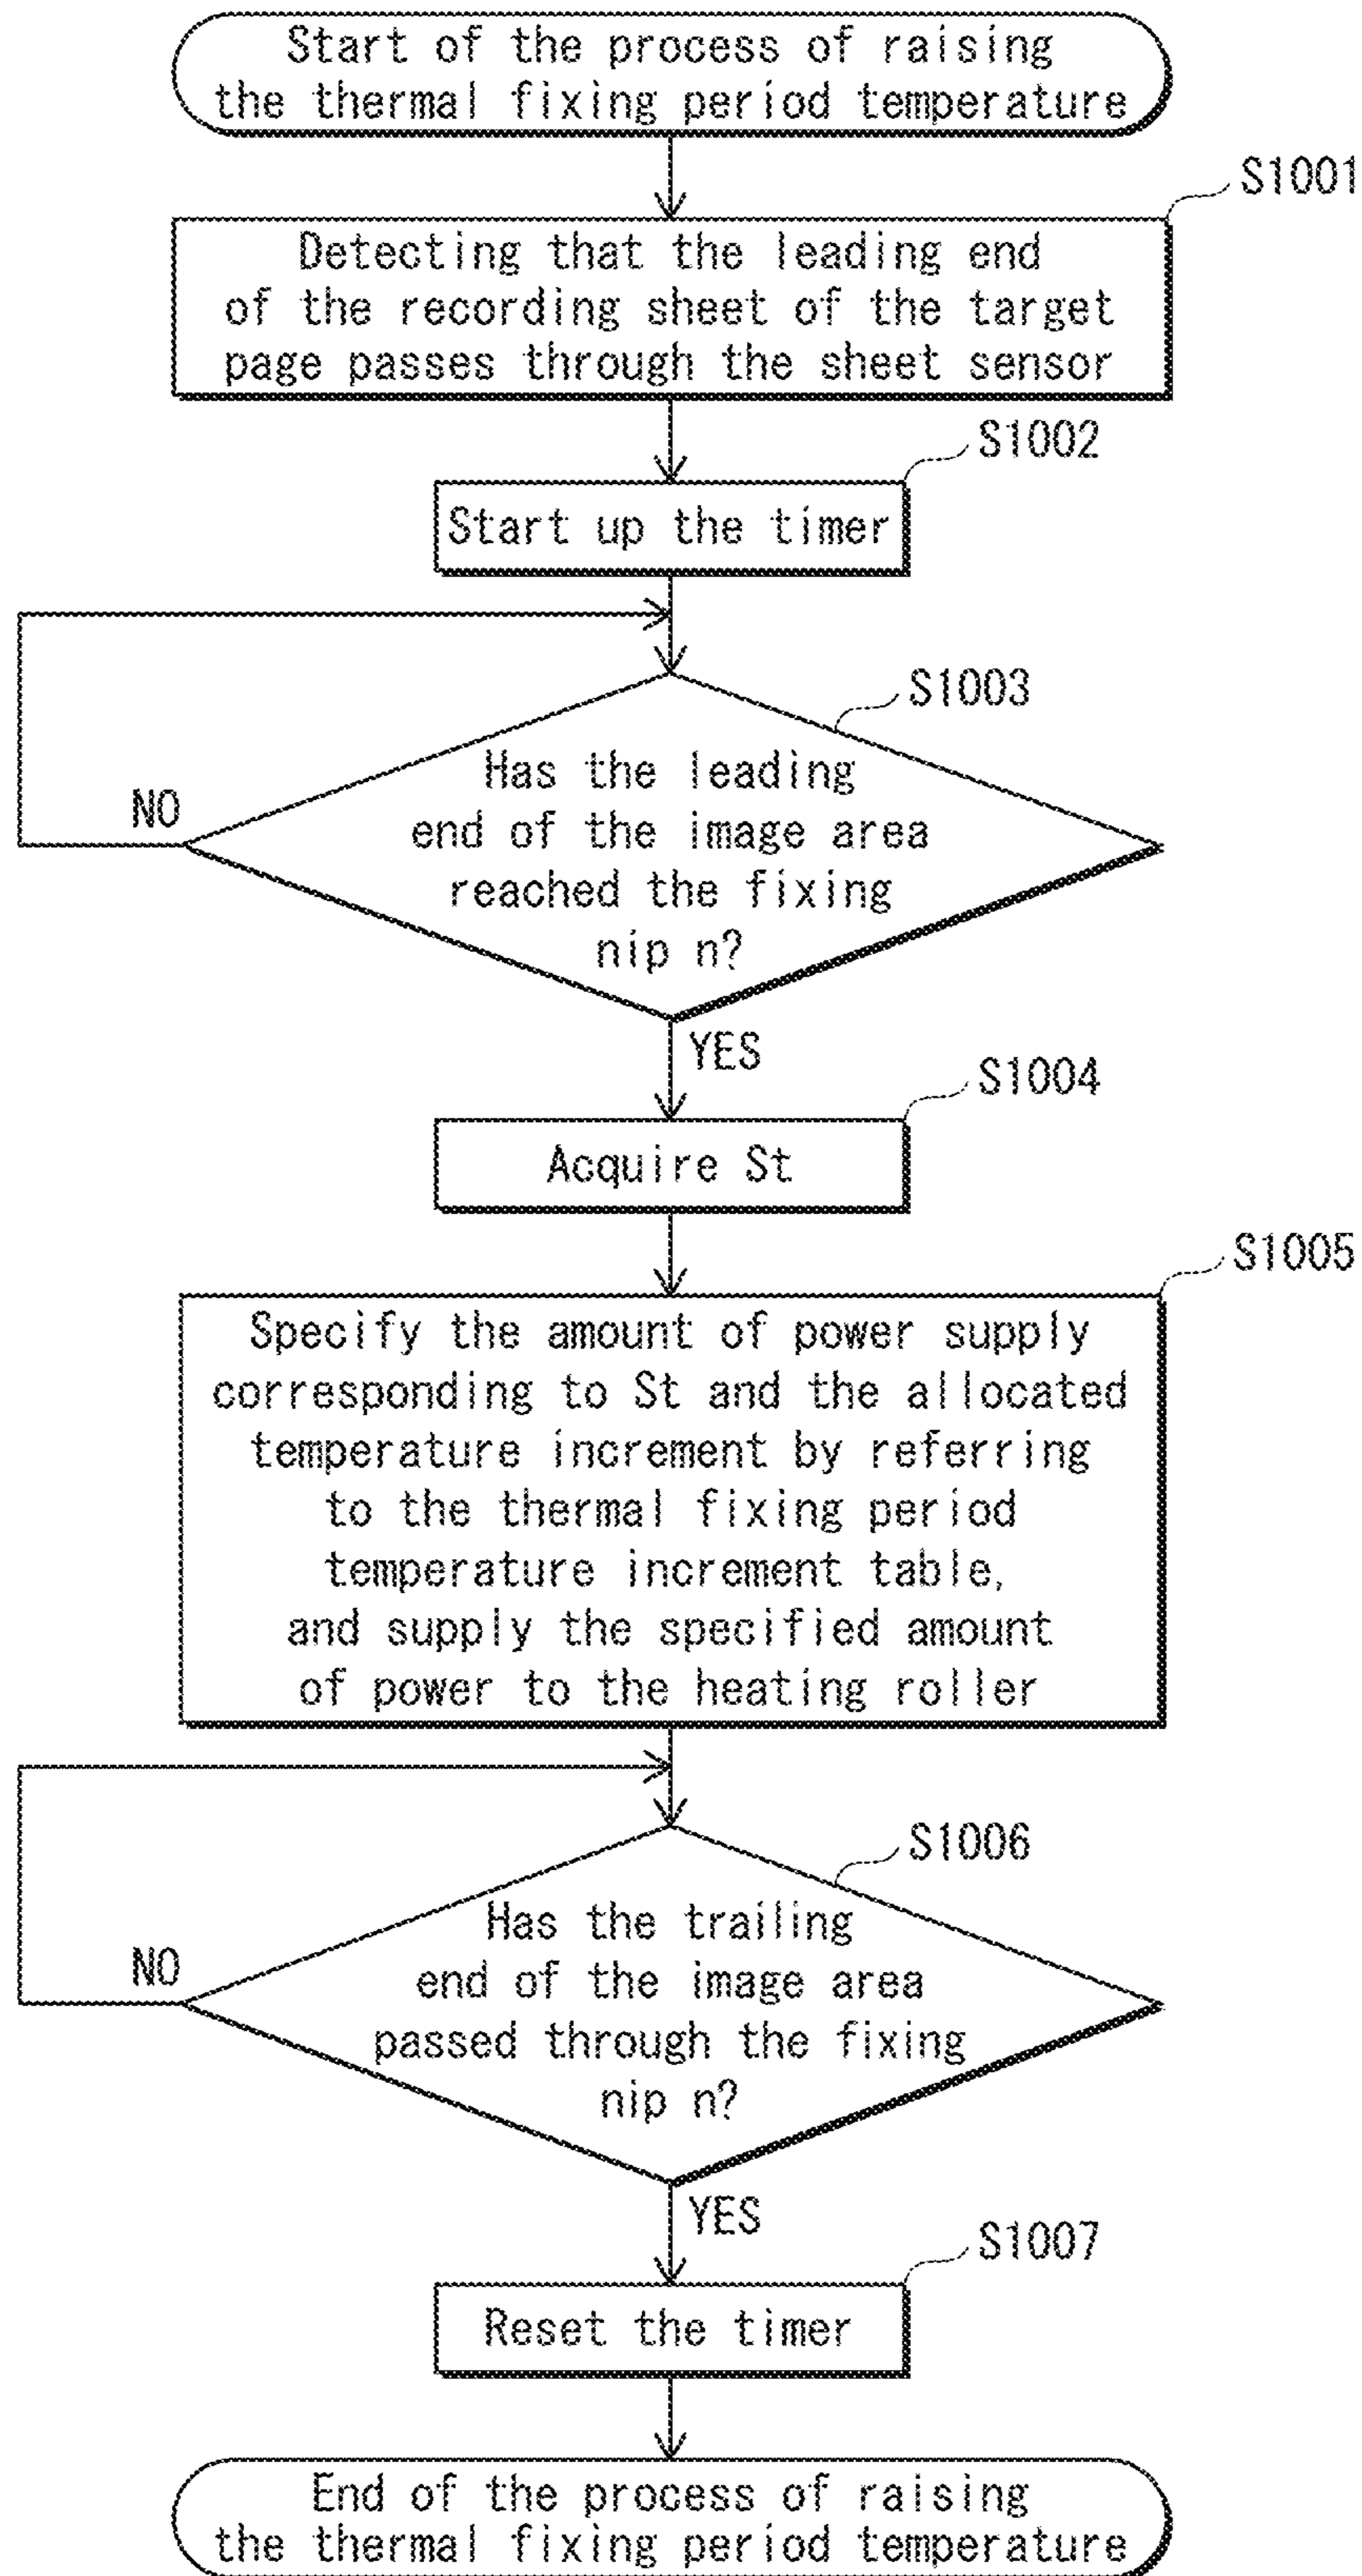 Start of the process of raising
the thermal fixing period temperature
S1001
Detecting that the leading end
of the recording sheet of the target
page passes through the sheet sensor
S1002
Start up the timer
S1003
Has the leading
end of the image area
reached the fixing
nip n?
NO
YES
S1004
Acquire St
S1005
Specify the amount of power supply
corresponding to St and the allocated
temperature increment by referring
to the thermal fixing period
temperature increment table,
and supply the specified amount
of power to the heating roller
S1006
Has the trailing
end of the image area
passed through the fixing
nip n?
NO
YES
S1007
Reset the timer
End of the process of raising
the thermal fixing period temperature